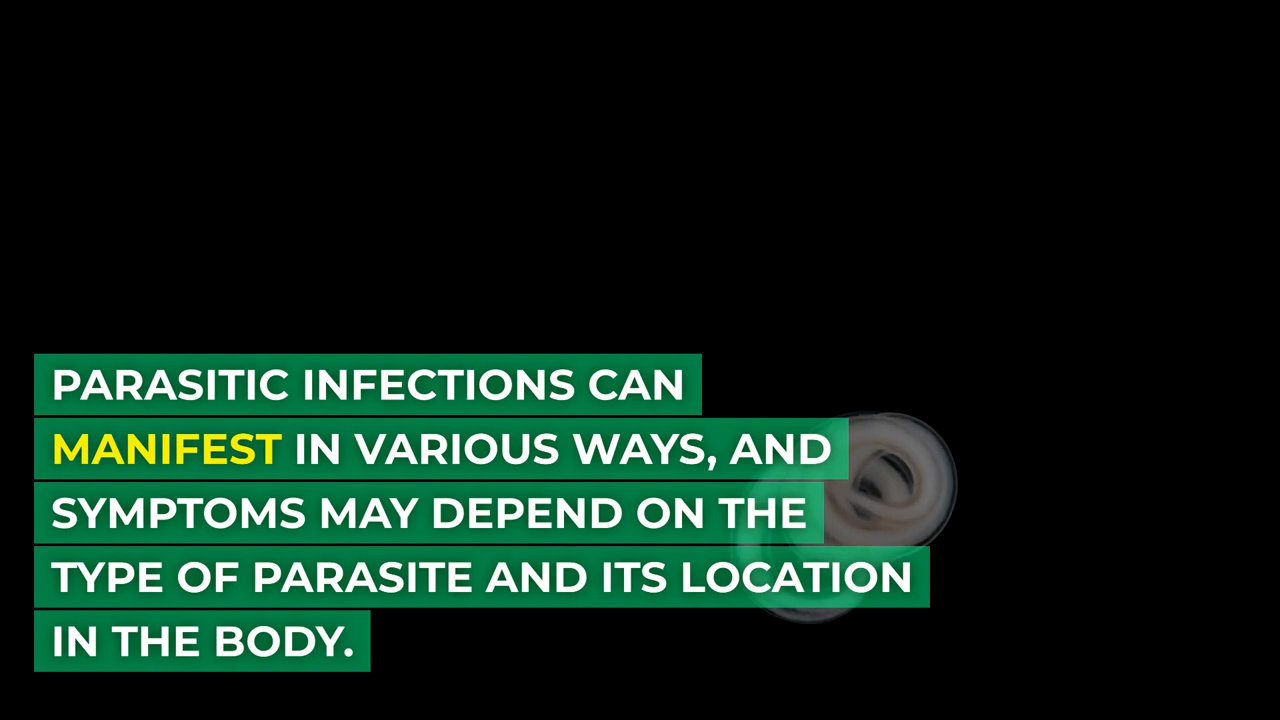 PARASITIC INFECTIONS CAN
MANIFEST IN VARIOUS WAYS, AND
SYMPTOMS MAY DEPEND ON THE
TYPE OF PARASITE AND ITS LOCATION
IN THE BODY.